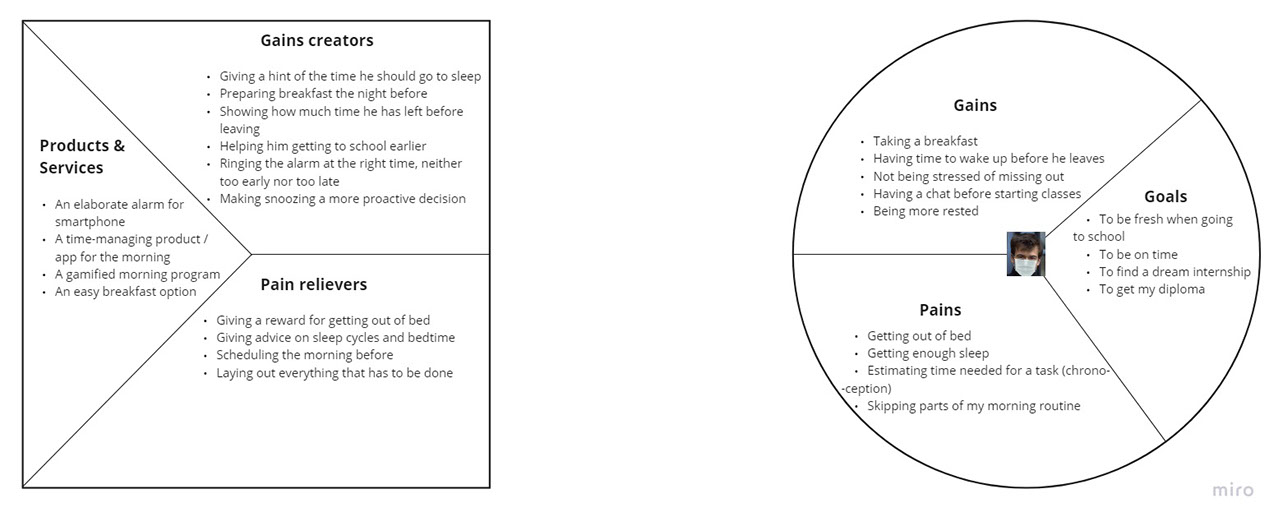 Gains creators
• Giving a hint of the time he should go to sleep
• Preparing breakfast the night before
• Showing how much time he has left before
leaving
• Helping him getting to school earlier
• Ringing the alarm at the right time, neither
too early nor too late
• Making snoozing a more proactive decision
Products &
Services
• An elaborate alarm for
smartphone
• A time-managing product /
app for the morning
• A gamified morning program
• An easy breakfast option
Pain relievers
• Giving a reward for getting out of bed
• Giving advice on sleep cycles and bedtime
• Scheduling the morning before
• Laying out everything that has to be done
Gains
• Taking a breakfast
• Having time to wake up before he leaves
• Not being stressed of missing out
• Having a chat before starting classes
• Being more rested
Goals
• To be fresh when going
to school
• To be on time
• To find a dream internship
• To get my diploma
Pains
• Getting out of bed
• Getting enough sleep
• Estimating time needed for a task (chrono-
-ception)
• Skipping parts of my morning routine
miro